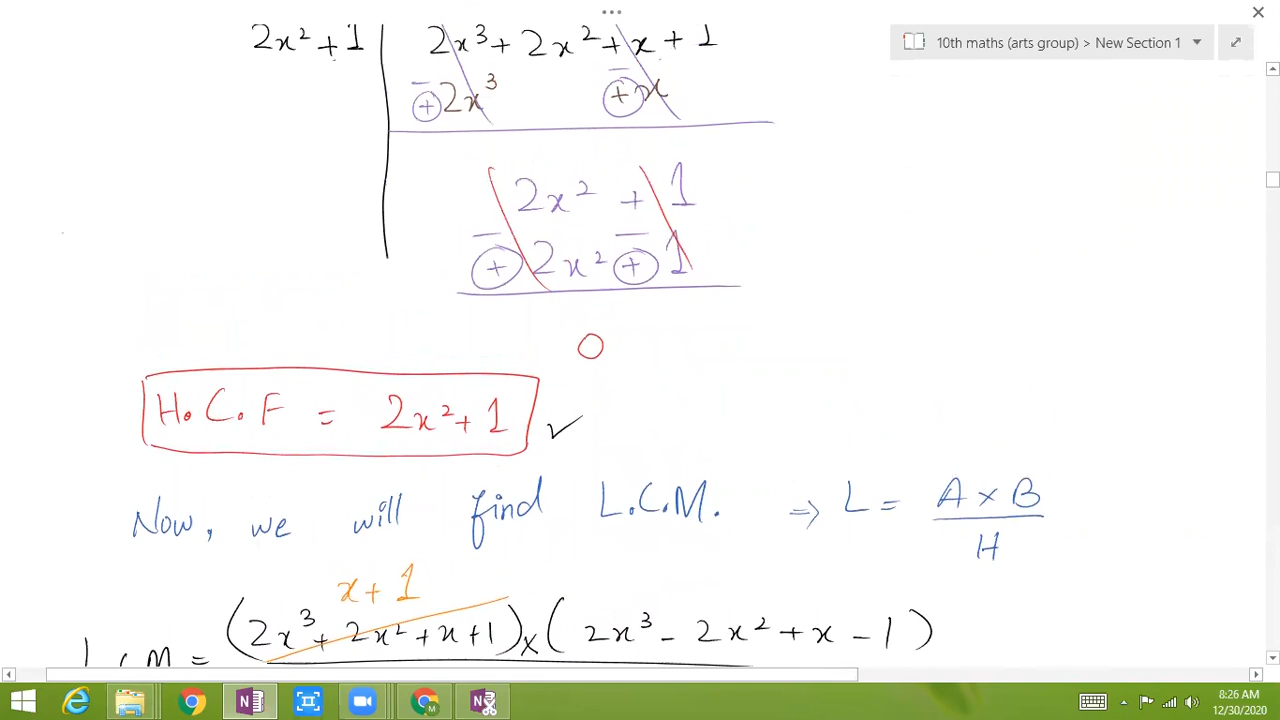 10th maths (art group) > New Section 1
2x² + 1 | 2x³ + 2x² + x + 1
− −
+ 2x³ + x
2x² + 1
− −
+ 2x² + 1
0
H.C.F = 2x² + 1 ✓
Now, we will find L.C.M. ⇒ L = A × B
H
x + 1
(2x³ + 2x² + x + 1) × (2x³ − 2x² + x − 1)
L.C.M =
8:26 AM
12/30/2020